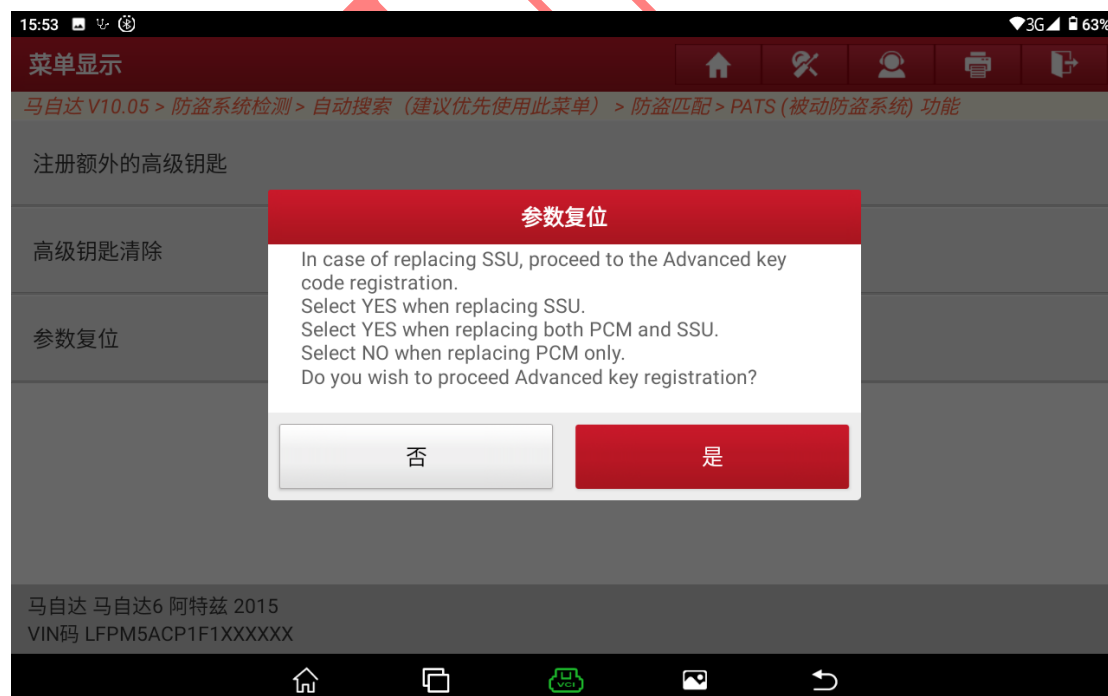 15:53 3G 63%
菜单显示
马自达 V10.05 > 防盗系统检测 > 自动搜索（建议优先使用此菜单） > 防盗匹配 > PATS (被动防盗系统) 功能
注册额外的高级钥匙
高级钥匙清除
参数复位
参数复位
In case of replacing SSU, proceed to the Advanced key
code registration.
Select YES when replacing SSU.
Select YES when replacing both PCM and SSU.
Select NO when replacing PCM only.
Do you wish to proceed Advanced key registration?
否 是
马自达 马自达6 阿特兹 2015
VIN码 LFPM5ACP1F1XXXXXX
VCI